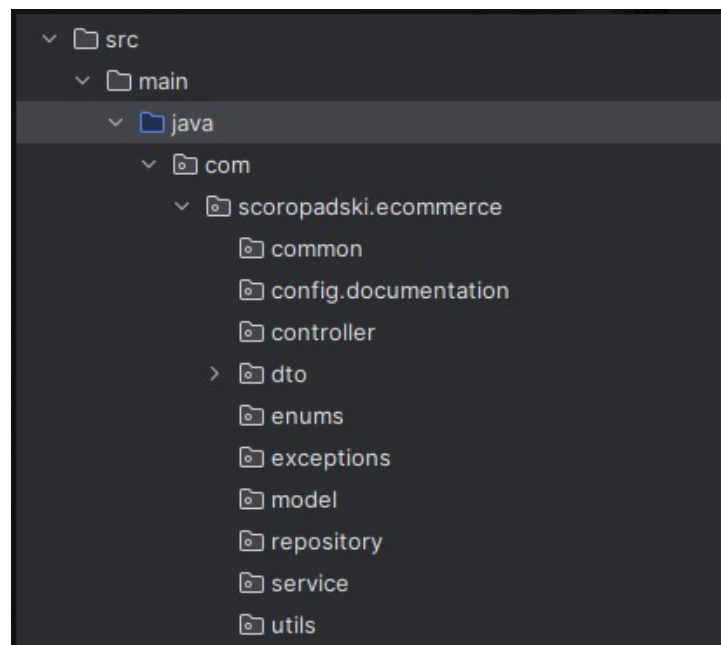 src
main
java
com
scoropadski.ecommerce
common
config.documentation
controller
dto
enums
exceptions
model
repository
service
utils